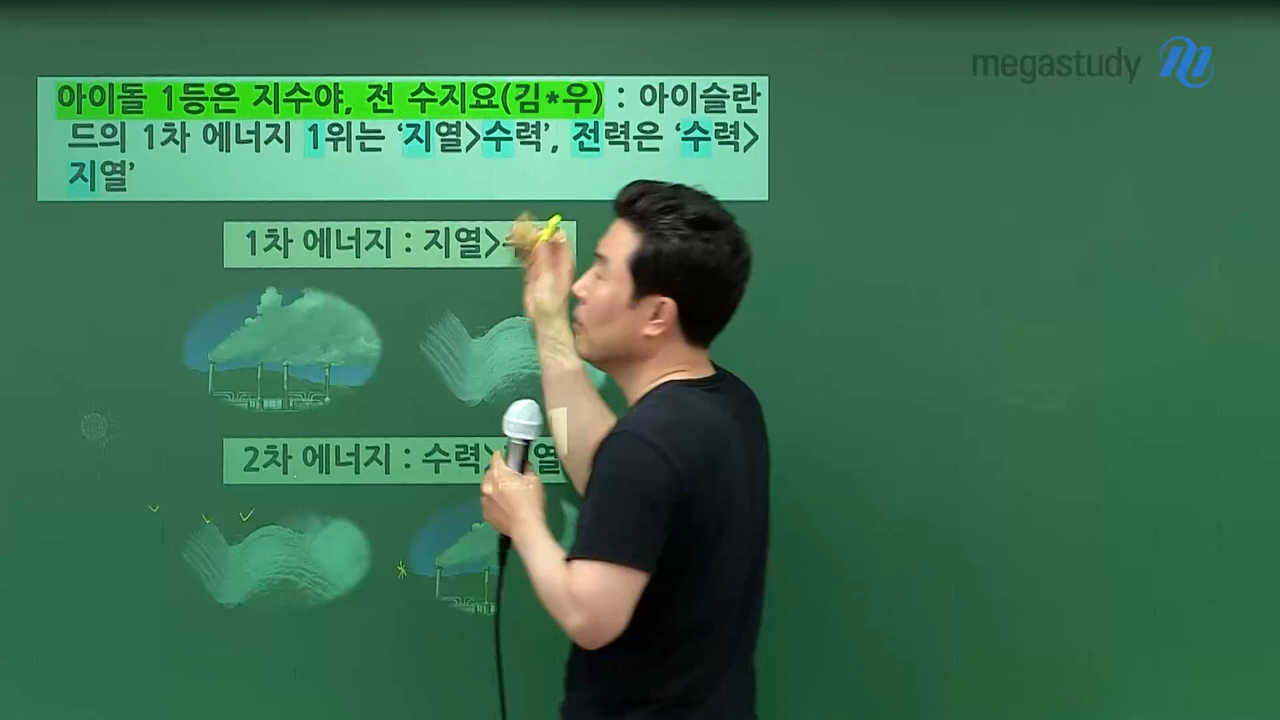 megastudy
아이돌 1등은 지수야, 전 수지요(김*우) : 아이슬란
드의 1차 에너지 1위는 ‘지열>수력’, 전력은 ‘수력>
지열’
1차 에너지 : 지열>
2차 에너지 : 수력>